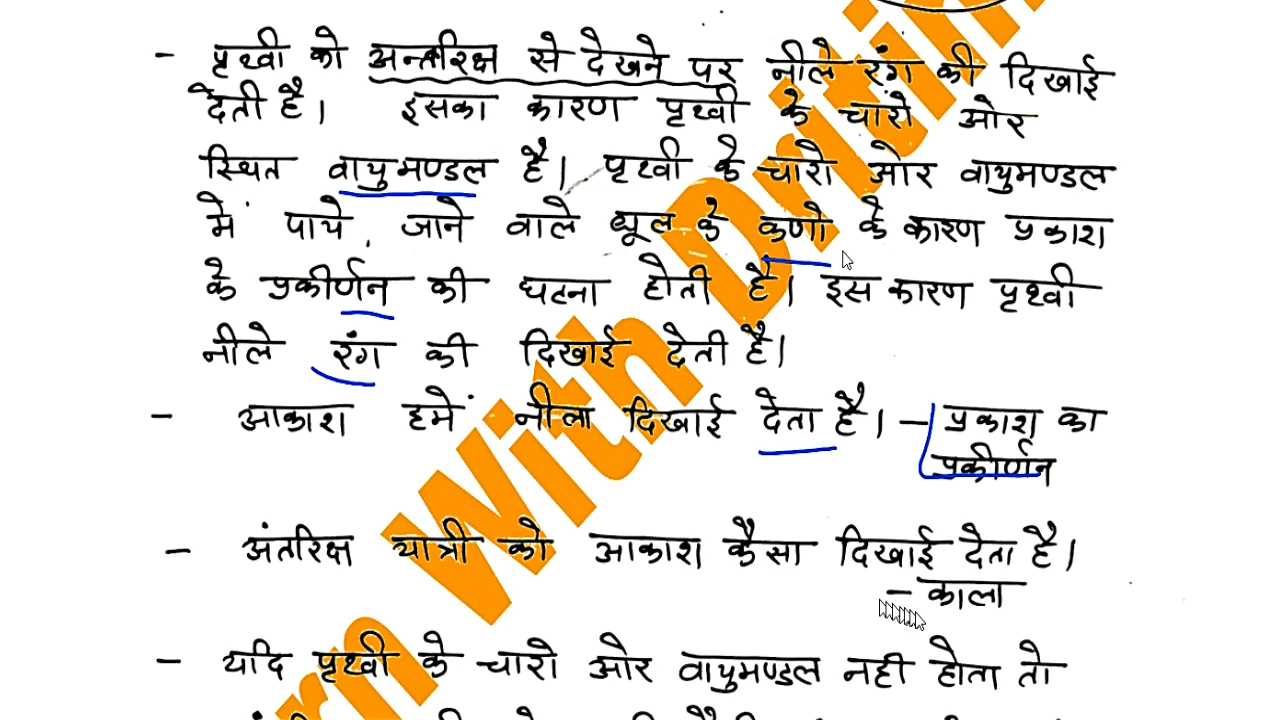 - पृथ्वी को अन्तरिक्ष से देखने पर नीले रंग की दिखाई
देती है। इसका कारण पृथ्वी के चारो ओर
स्थित वायुमण्डल है। पृथ्वी के चारो ओर वायुमण्डल
में पाये जाने वाले धूल के कणो के कारण प्रकाश
के प्रकीर्णन की घटना होती है। इस कारण पृथ्वी
नीले रंग की दिखाई देती है।
- आकाश हमें नीला दिखाई देता है। - प्रकाश का
प्रकीर्णन
- अंतरिक्ष यात्री को आकाश कैसा दिखाई देता है।
- काला
- यदि पृथ्वी के चारो ओर वायुमण्डल नही होता तो
With